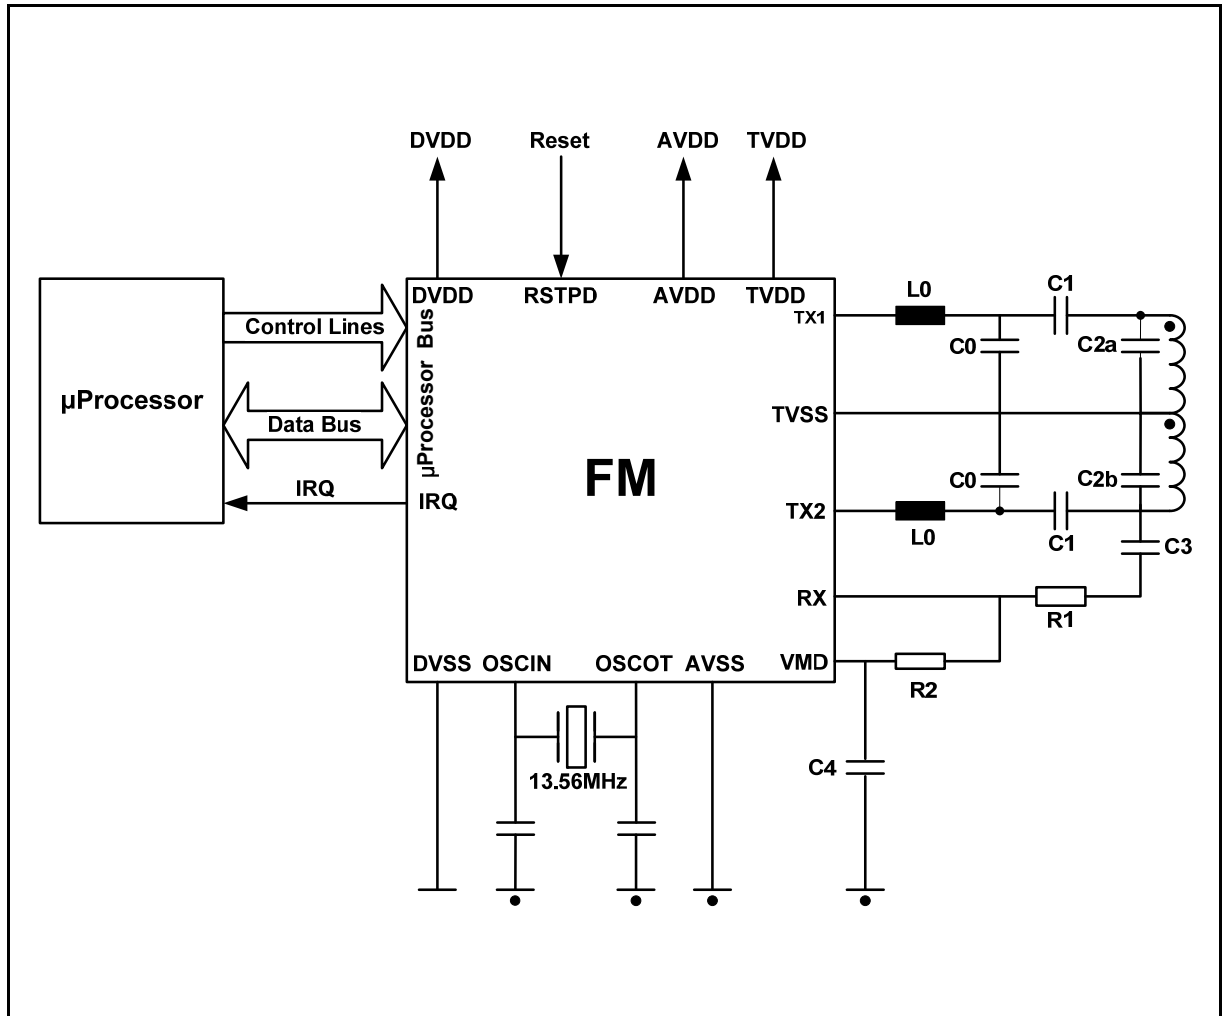 DVDD Reset AVDD TVDD
DVDD RSTPD AVDD TVDD
µProcessor
Control Lines
Data Bus
IRQ
µProcessor Bus
IRQ
FM
TX1
TVSS
TX2
RX
VMD
L0
C1
C0
C2a
C0
C2b
L0
C1
C3
R1
R2
DVSS OSCIN OSCOT AVSS
13.56MHz
C4